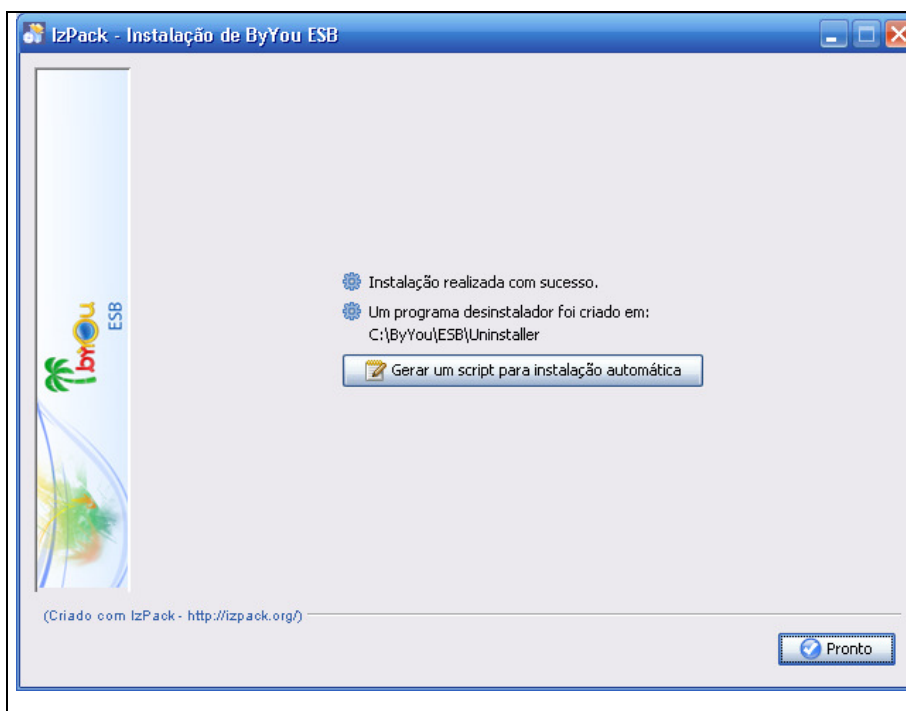 IzPack - Instalação de ByYou ESB
byYou
ESB
Instalação realizada com sucesso.
Um programa desinstalador foi criado em:
C:\ByYou\ESB\Uninstaller
Gerar um script para instalação automática
(Criado com IzPack - http://izpack.org/)
Pronto